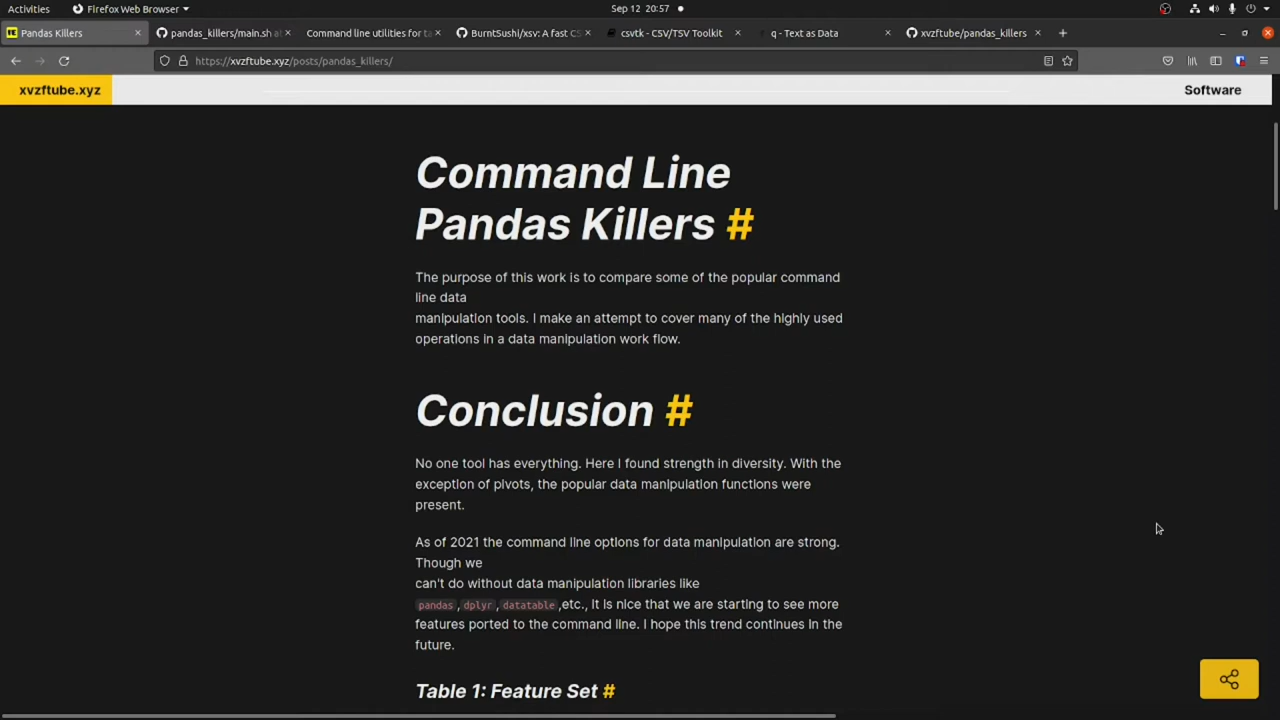 Activities
Firefox Web Browser
Sep 12 20:57
Pandas Killers
pandas_killers/main.sh at
Command line utilities for ta
BurntSushi/xsv: A fast CS
csvtk - CSV/TSV Toolkit
q - Text as Data
xvzftube/pandas_killers
https://xvzftube.xyz/posts/pandas_killers/
xvzftube.xyz
Software
Command Line
Pandas Killers #
The purpose of this work is to compare some of the popular command
line data
manipulation tools. I make an attempt to cover many of the highly used
operations in a data manipulation work flow.
Conclusion #
No one tool has everything. Here I found strength in diversity. With the
exception of pivots, the popular data manipulation functions were
present.
As of 2021 the command line options for data manipulation are strong.
Though we
can't do without data manipulation libraries like
pandas,dplyr,datatable,etc., it is nice that we are starting to see more
features ported to the command line. I hope this trend continues in the
future.
Table 1: Feature Set #